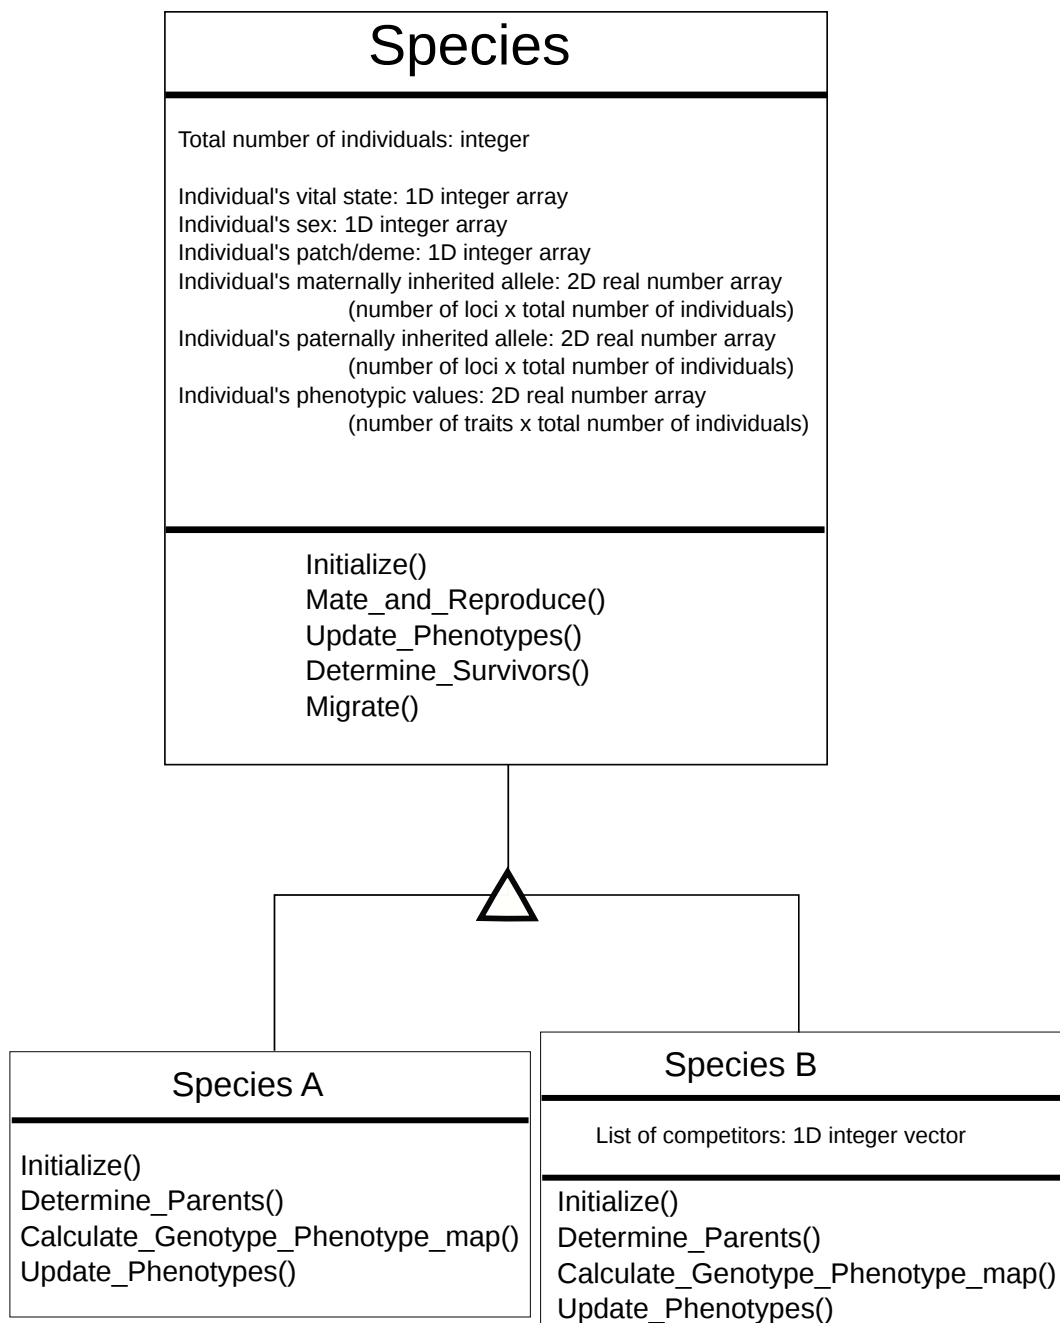 Species
Total number of individuals: integer
Individual's vital state: 1D integer array
Individual's sex: 1D integer array
Individual's patch/deme: 1D integer array
Individual's maternally inherited allele: 2D real number array
(number of loci x total number of individuals)
Individual's paternally inherited allele: 2D real number array
(number of loci x total number of individuals)
Individual's phenotypic values: 2D real number array
(number of traits x total number of individuals)
Initialize()
Mate_and_Reproduce()
Update_Phenotypes()
Determine_Survivors()
Migrate()
Species A
Initialize()
Determine_Parents()
Calculate_Genotype_Phenotype_map()
Update_Phenotypes()
Species B
List of competitors: 1D integer vector
Initialize()
Determine_Parents()
Calculate_Genotype_Phenotype_map()
Update_Phenotypes()